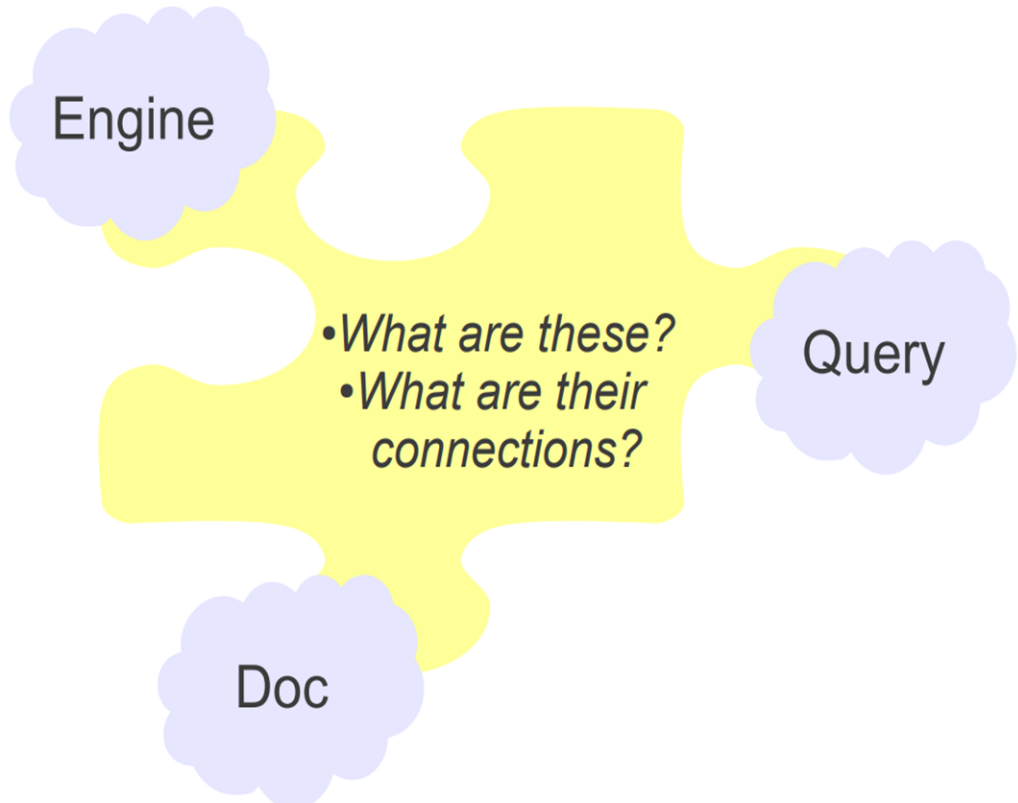 Engine
•What are these?
•What are their
connections?
Query
Doc